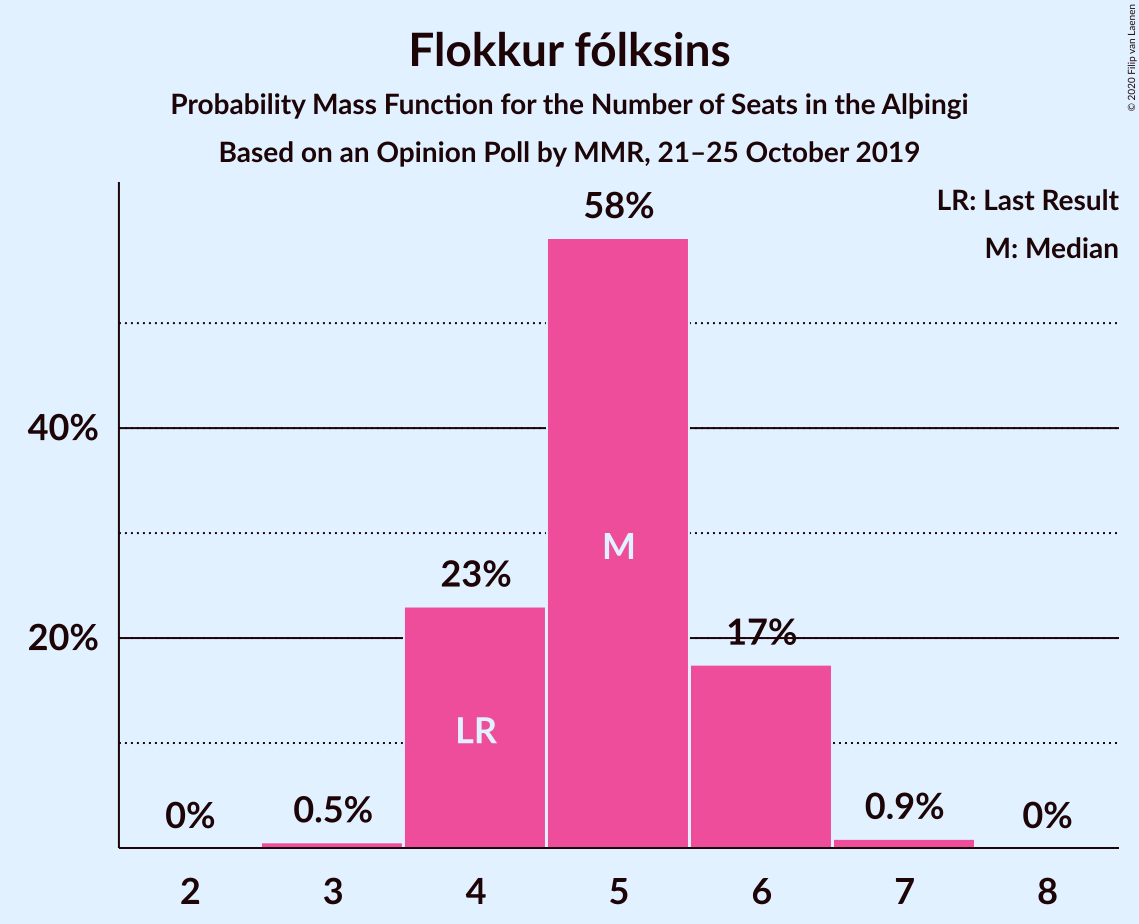 Flokkur fólksins
Probability Mass Function for the Number of Seats in the Alþingi
Based on an Opinion Poll by MMR, 21–25 October 2019
© 2020 Filip van Laenen
LR: Last Result
M: Median
58%
40%
M
23%
20%
17%
LR
0%
0.5%
0.9%
0%
2 3 4 5 6 7 8